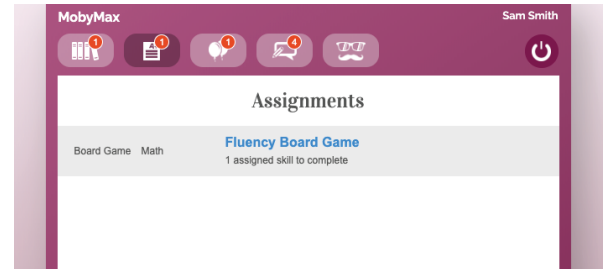 MobyMax
Sam Smith
1
1
1
4
Assignments
Board Game Math
Fluency Board Game
1 assigned skill to complete